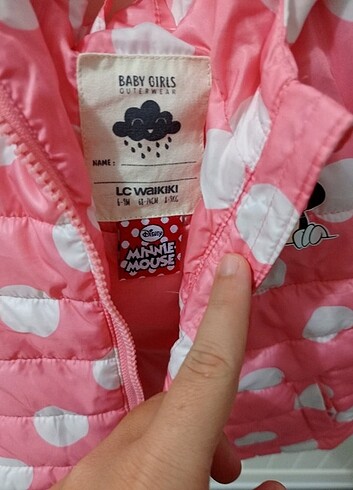 BABY GIRLS
OUTERWEAR
NAME :
LC WAIKIKI
Disney
MINNIE
MOUSE